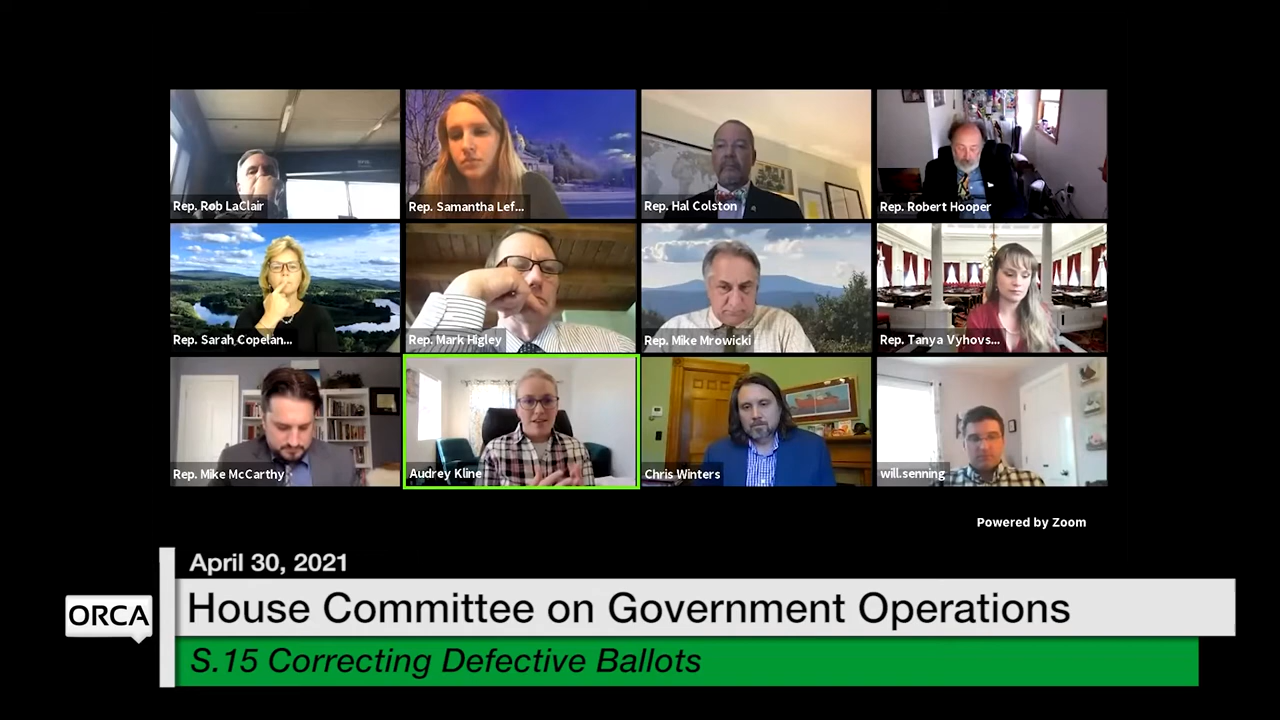 Rep. Rob LaClair
Rep. Samantha Lef...
Rep. Hal Colston
Rep. Robert Hooper
Rep. Sarah Copelan...
Rep. Mark Higley
Rep. Mike Mrowicki
Rep. Tanya Vyhovs...
Rep. Mike McCarthy
Audrey Kline
Chris Winters
will.senning
Powered by Zoom
April 30, 2021
ORCA
House Committee on Government Operations
S.15 Correcting Defective Ballots